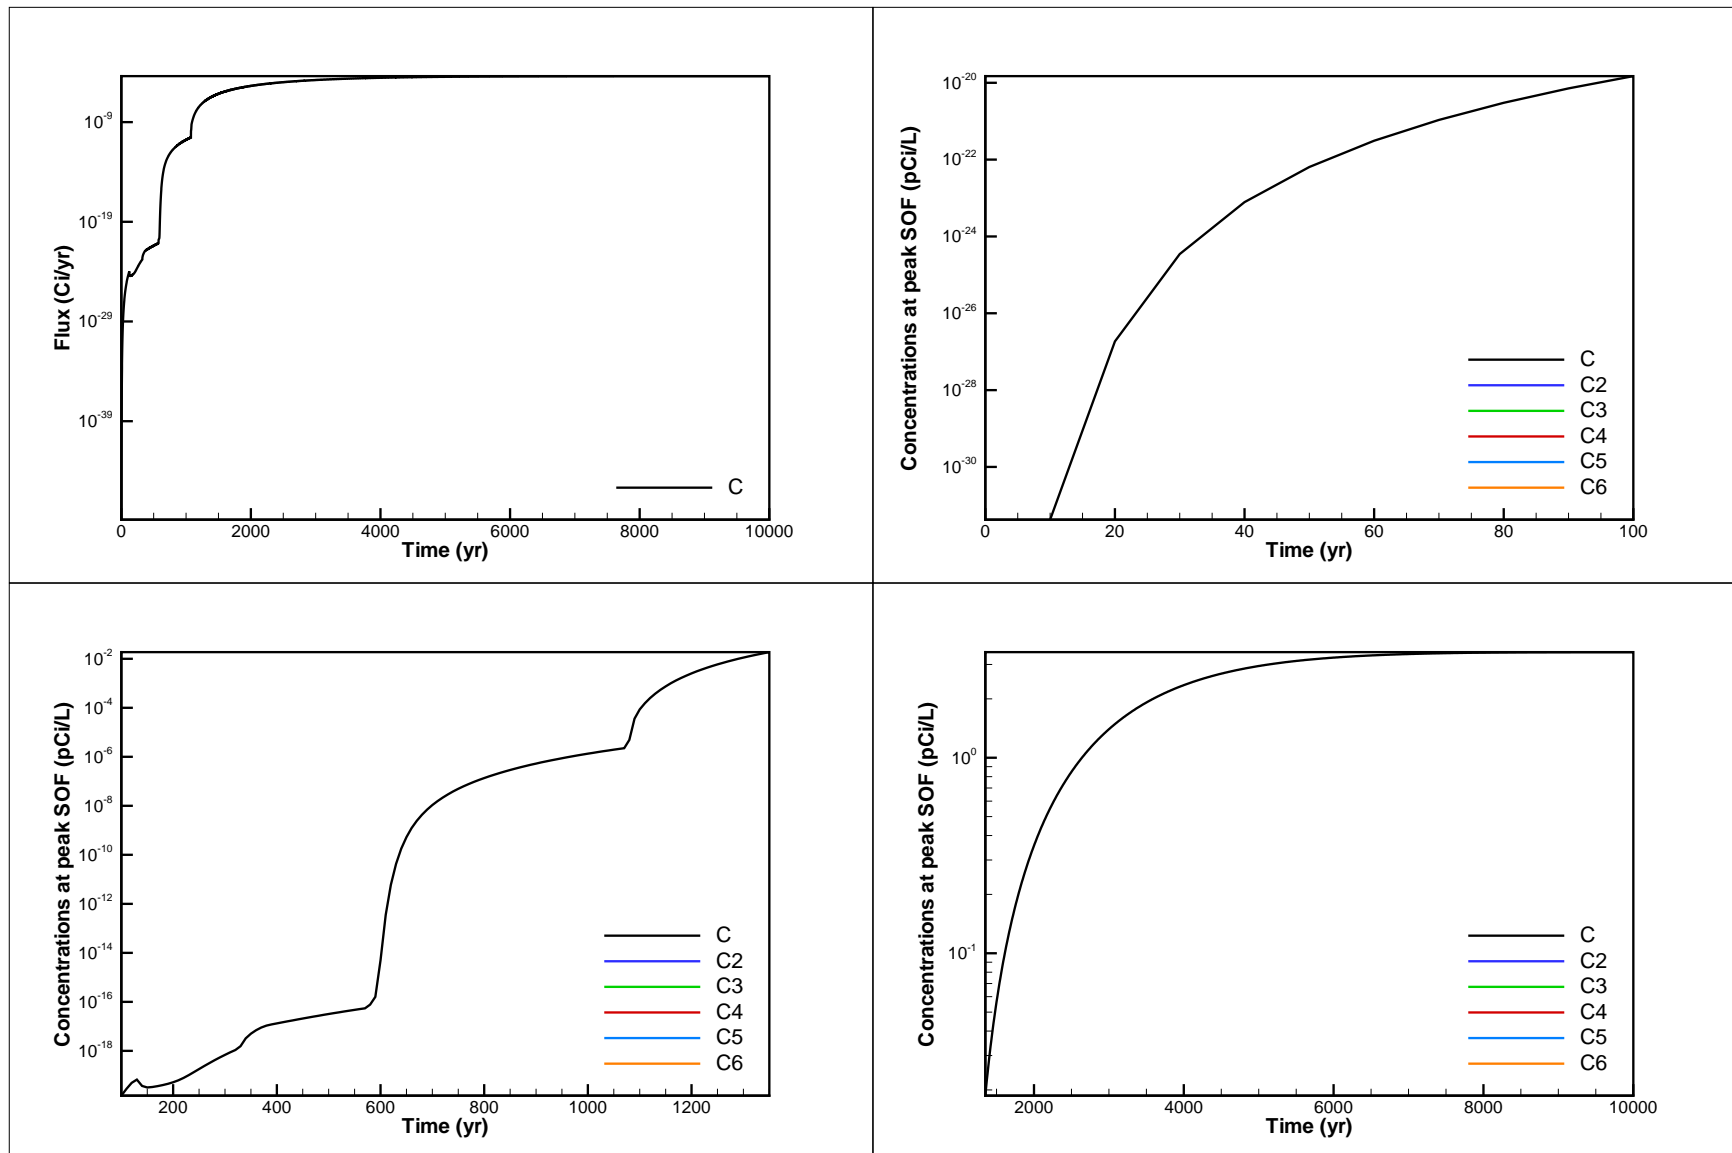 Flux (Ci/yr)
10^-9
10^-19
10^-29
10^-39
C
0 2000 4000 6000 8000 10000
Time (yr)
Concentrations at peak SOF (pCi/L)
10^-20
10^-22
10^-24
10^-26
10^-28
10^-30
C
C2
C3
C4
C5
C6
0 20 40 60 80 100
Time (yr)
Concentrations at peak SOF (pCi/L)
10^-2
10^-4
10^-6
10^-8
10^-10
10^-12
10^-14
10^-16
10^-18
C
C2
C3
C4
C5
C6
200 400 600 800 1000 1200
Time (yr)
Concentrations at peak SOF (pCi/L)
10^0
10^-1
C
C2
C3
C4
C5
C6
2000 4000 6000 8000 10000
Time (yr)